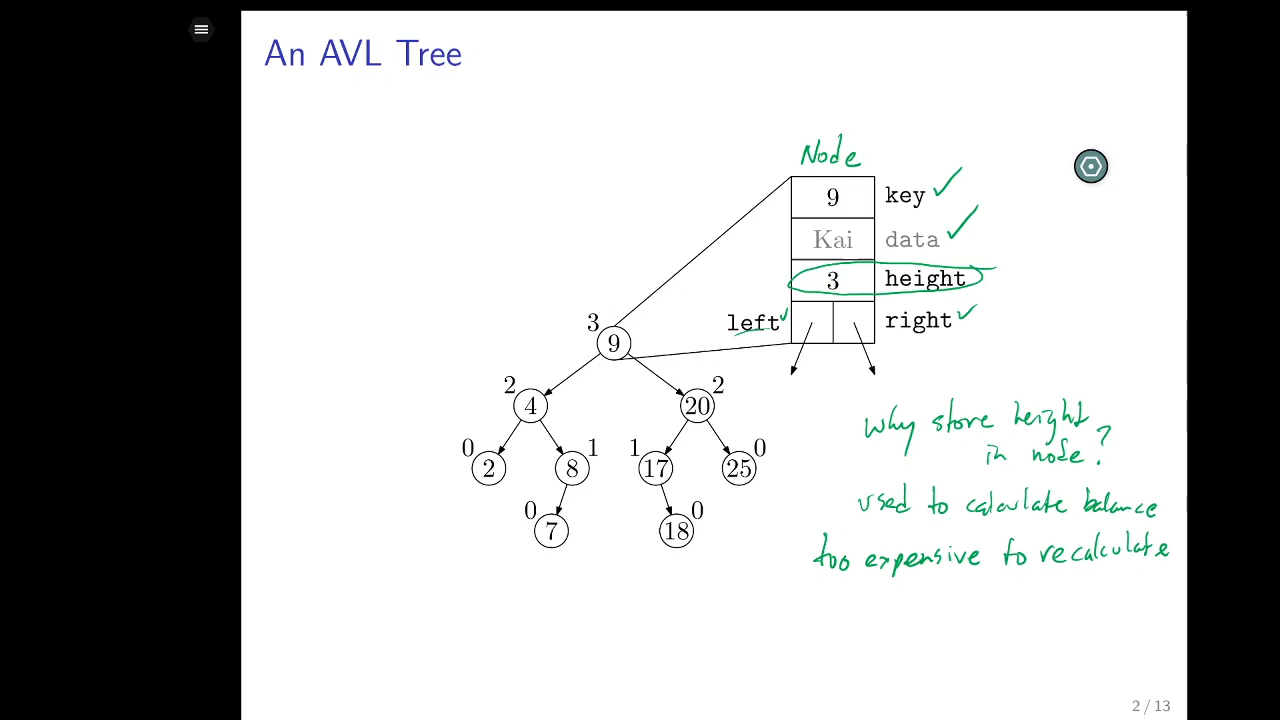 An AVL Tree
Node
9 key
Kai data
3 height
left right
3
9
2 2
4 20
0 1 1 0
2 8 17 25
0 0
7 18
why store height
in node?
used to calculate balance
too expensive to recalculate
2 / 13